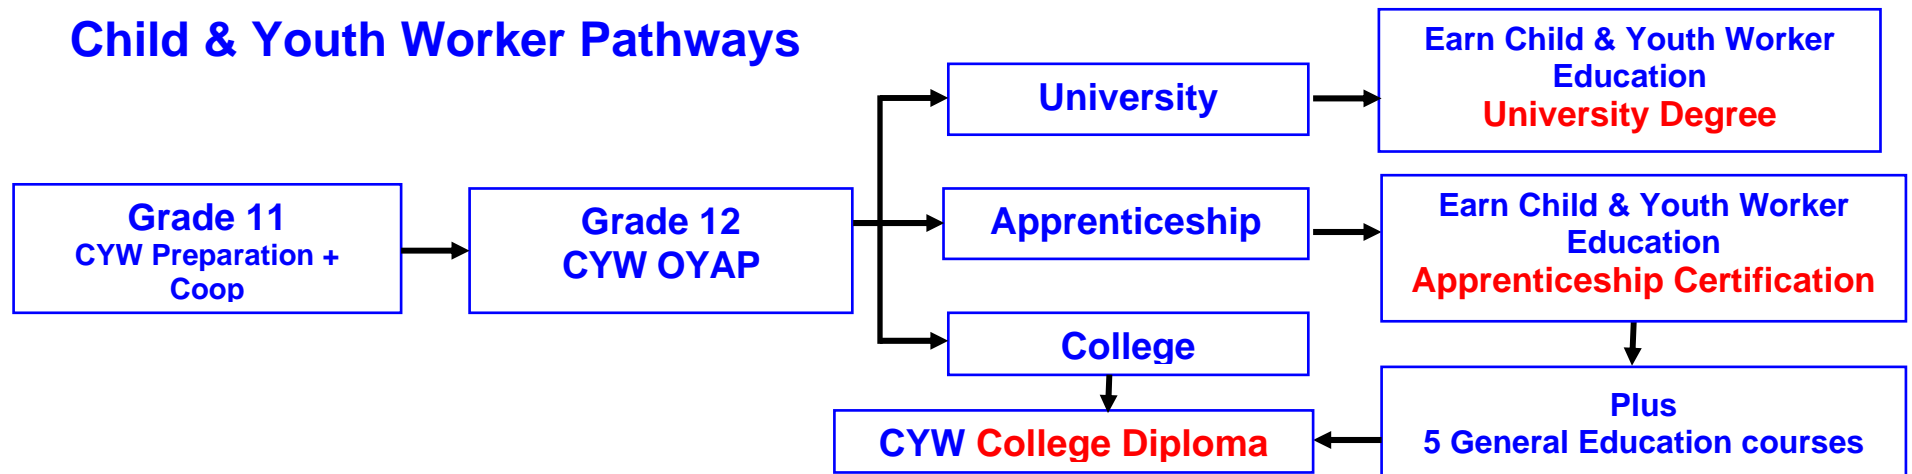 Child & Youth Worker Pathways
Grade 11
CYW Preparation +
Coop
Grade 12
CYW OYAP
University
Earn Child & Youth Worker
Education
University Degree
Apprenticeship
Earn Child & Youth Worker
Education
Apprenticeship Certification
College
Plus
5 General Education courses
CYW College Diploma